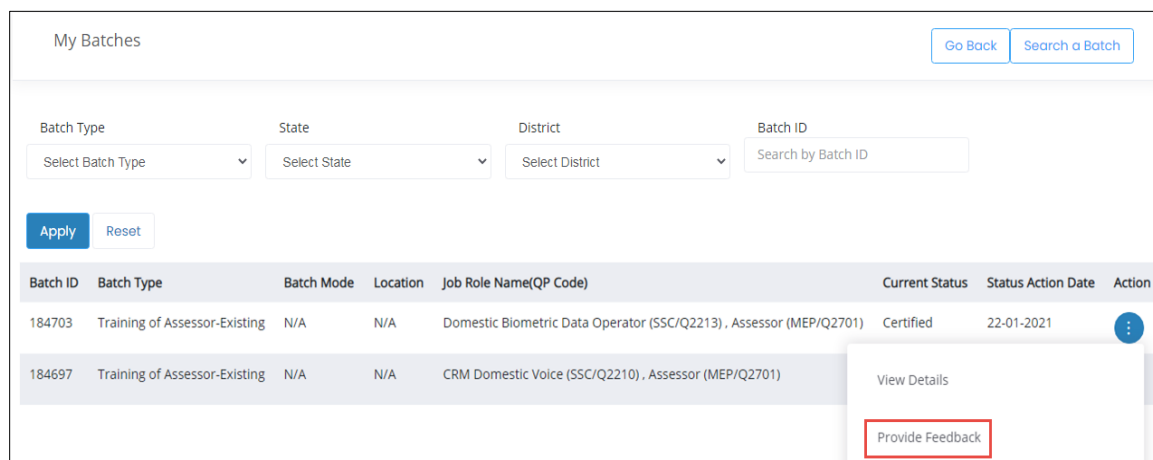 My Batches
Go Back Search a Batch
Batch Type State District Batch ID
Select Batch Type Select State Select District Search by Batch ID
Apply Reset
Batch ID Batch Type Batch Mode Location Job Role Name(QP Code) Current Status Status Action Date Action
184703 Training of Assessor-Existing N/A N/A Domestic Biometric Data Operator (SSC/Q2213) , Assessor (MEP/Q2701) Certified 22-01-2021
184697 Training of Assessor-Existing N/A N/A CRM Domestic Voice (SSC/Q2210) , Assessor (MEP/Q2701)
View Details
Provide Feedback